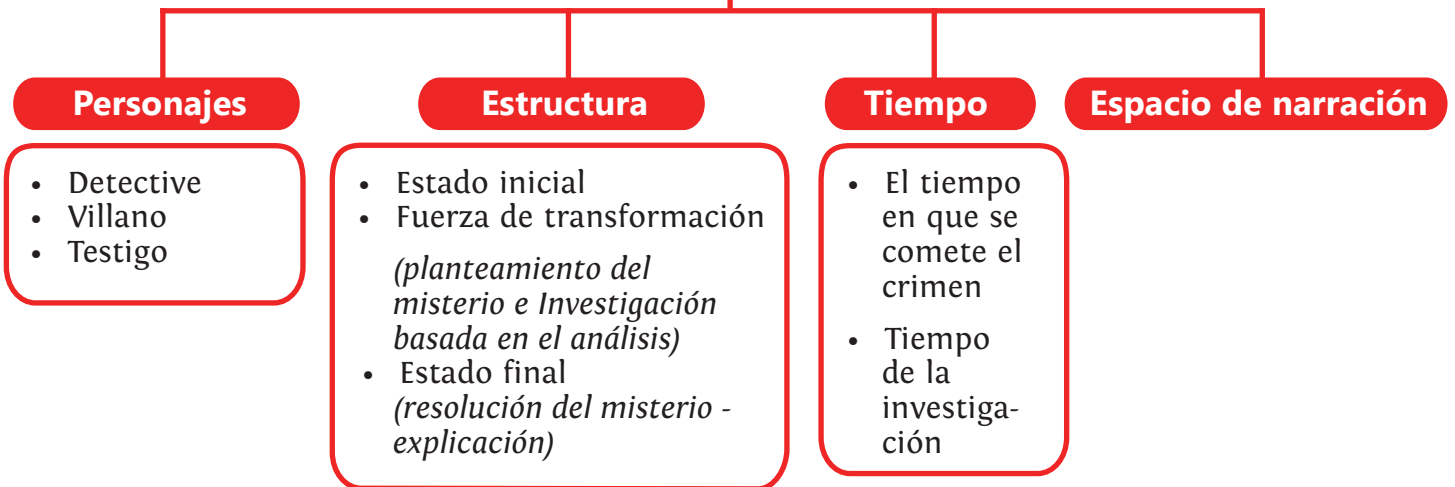 Personajes
• Detective
• Villano
• Testigo
Estructura
• Estado inicial
• Fuerza de transformación
(planteamiento del
misterio e Investigación
basada en el análisis)
• Estado final
(resolución del misterio -
explicación)
Tiempo
• El tiempo
en que se
comete el
crimen
• Tiempo
de la
investiga-
ción
Espacio de narración